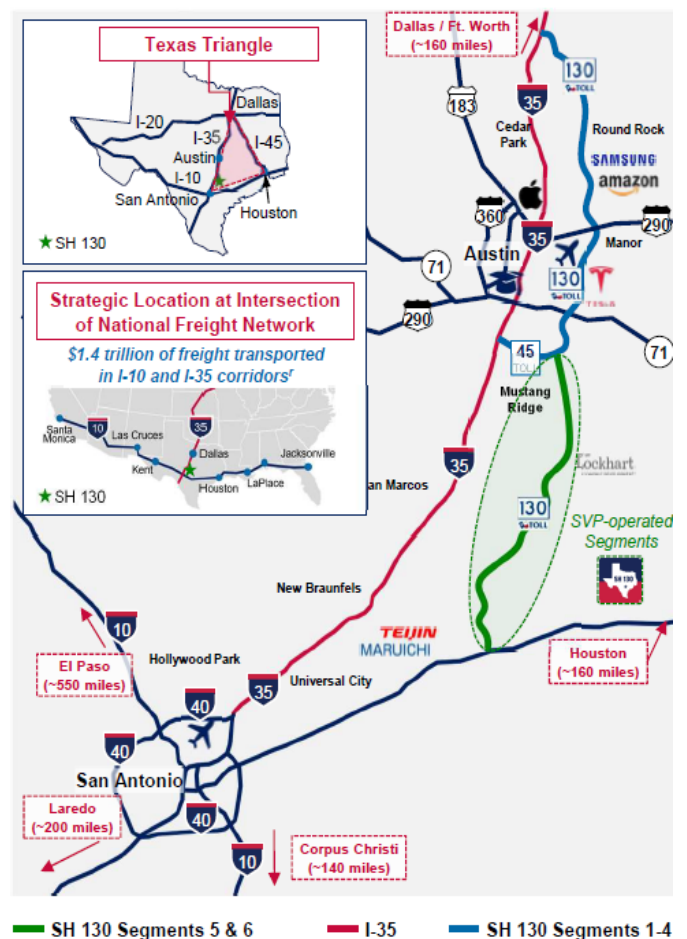 Texas Triangle
Dallas
I-20
I-35
I-45
Austin
I-10
San Antonio
Houston
SH 130
Strategic Location at Intersection
of National Freight Network
$1.4 trillion of freight transported
in I-10 and I-35 corridorsʳ
Santa
Monica
10
Las Cruces
35
Dallas
Jacksonville
Kent
Houston
LaPlace
SH 130
Dallas / Ft. Worth
(~160 miles)
130
TOLL
183
35
Cedar
Park
Round Rock
SAMSUNG
amazon
360
35
290
Manor
Austin
71
130
TOLL
TESLA
290
45
TOLL
71
Mustang
Ridge
Lockhart
35
an Marcos
130
TOLL
SVP-operated
Segments
SH 130
New Braunfels
10
TEIJIN
MARUICHI
El Paso
(~550 miles)
Hollywood Park
Houston
(~160 miles)
35
Universal City
40
40
San Antonio
Laredo
(~200 miles)
40
10
Corpus Christi
(~140 miles)
SH 130 Segments 5 & 6
I-35
SH 130 Segments 1-4